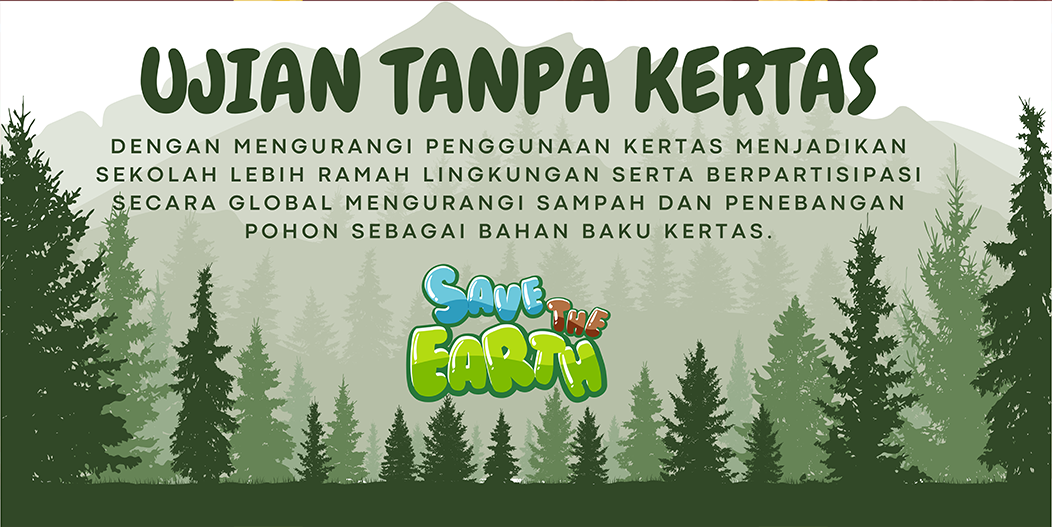 UJIAN TANPA KERTAS
DENGAN MENGURANGI PENGGUNAAN KERTAS MENJADIKAN
SEKOLAH LEBIH RAMAH LINGKUNGAN SERTA BERPARTISIPASI
SECARA GLOBAL MENGURANGI SAMPAH DAN PENEBANGAN
POHON SEBAGAI BAHAN BAKU KERTAS.
SAVE
THE
EARTH